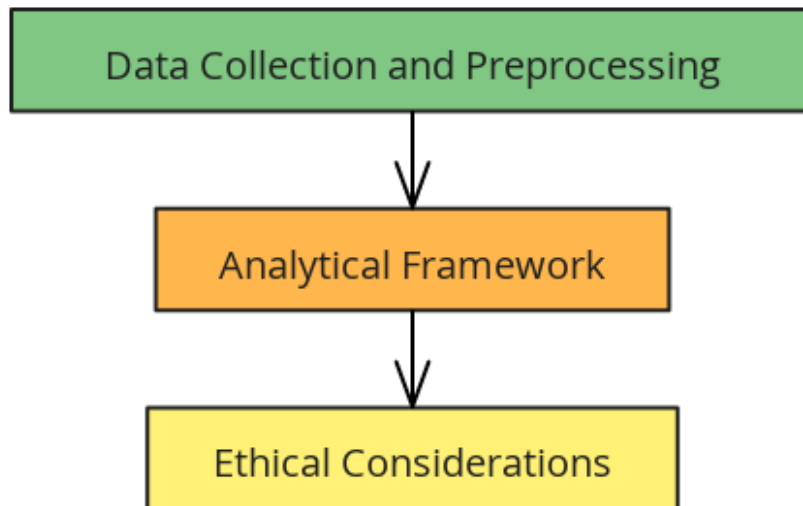 Data Collection and Preprocessing
Analytical Framework
Ethical Considerations